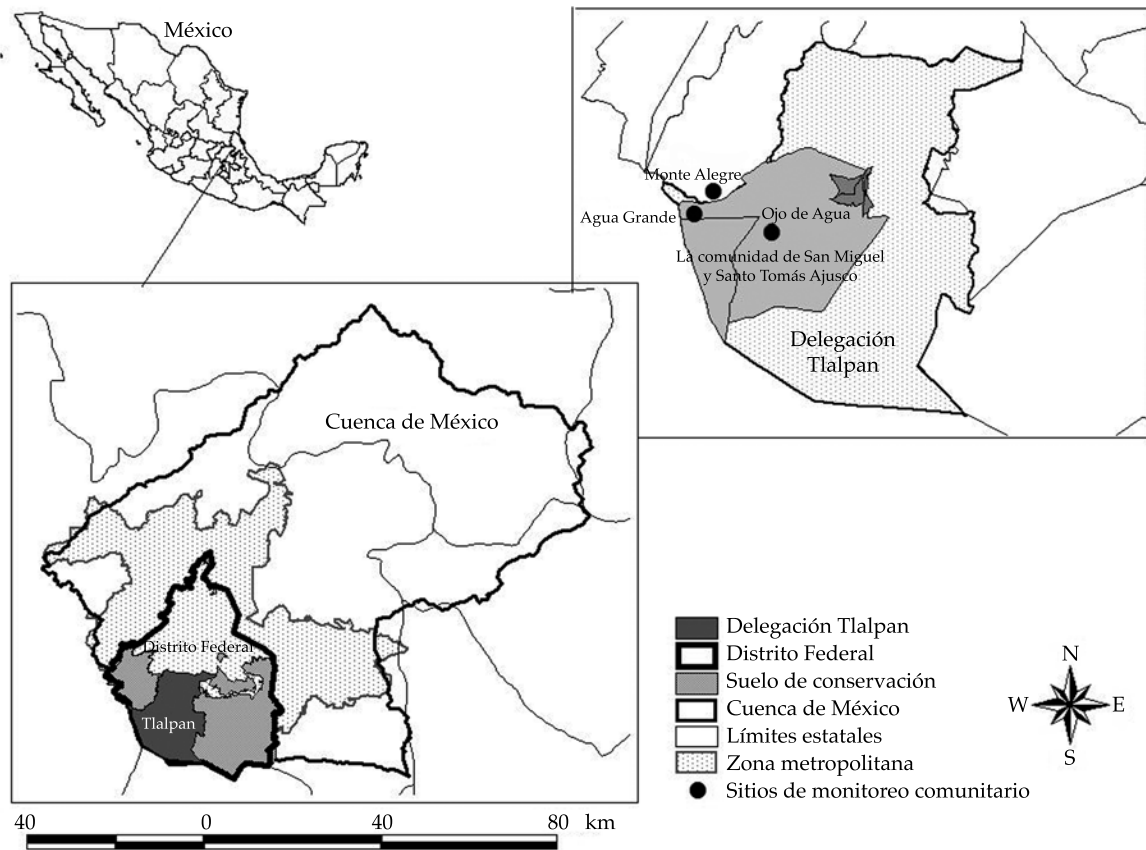 México
Monte Alegre
Agua Grande
Ojo de Agua
La comunidad de San Miguel
y Santo Tomás Ajusco
Delegación
Tlalpan
Cuenca de México
Distrito Federal
Tlalpan
Delegación Tlalpan
Distrito Federal
Suelo de conservación
Cuenca de México
Límites estatales
Zona metropolitana
Sitios de monitoreo comunitario
N
W E
S
40 0 40 80 km